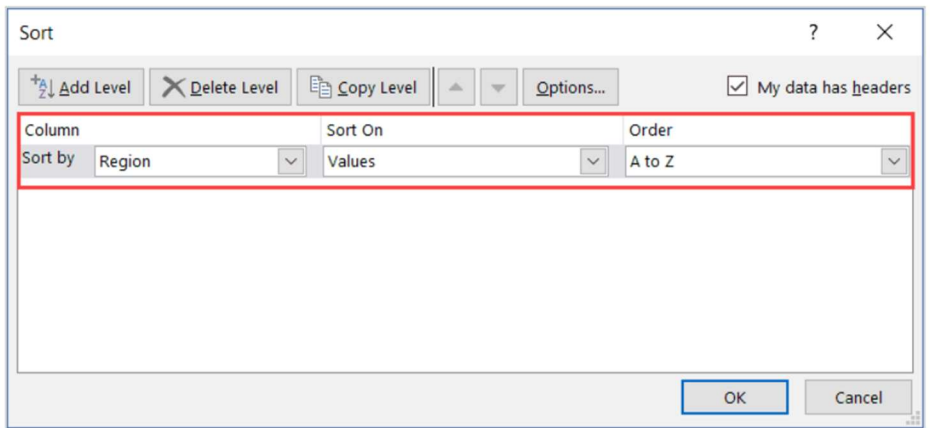 Sort ?
Add Level Delete Level Copy Level Options... My data has headers
Column Sort On Order
Sort by Region Values A to Z
OK Cancel